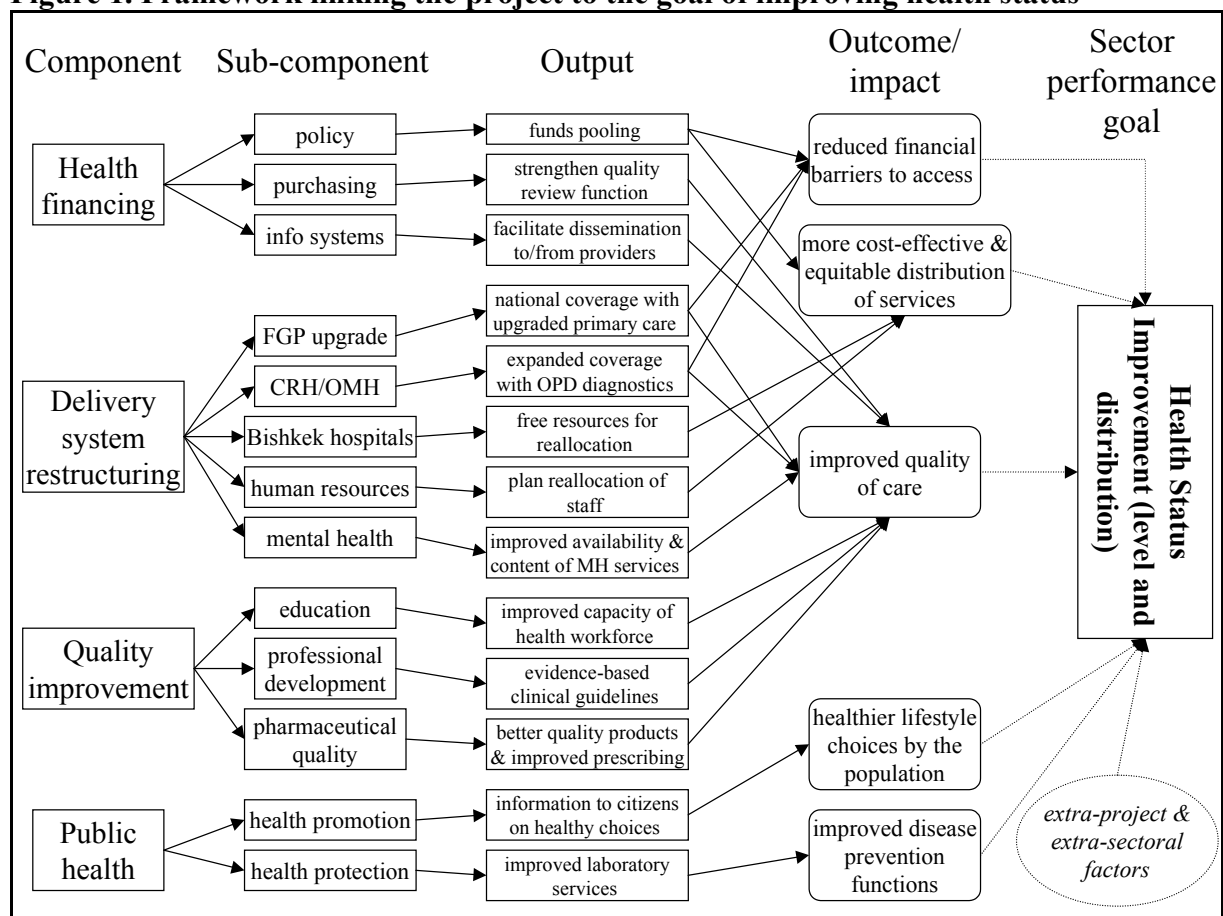 Figure 1. Framework linking the project to the goal of improving health status
Component
Sub-component
Output
Outcome/
impact
Sector
performance
goal
Health
financing
policy
purchasing
info systems
funds pooling
strengthen quality
review function
facilitate dissemination
to/from providers
Delivery
system
restructuring
FGP upgrade
CRH/OMH
Bishkek hospitals
human resources
mental health
national coverage with
upgraded primary care
expanded coverage
with OPD diagnostics
free resources for
reallocation
plan reallocation of
staff
improved availability &
content of MH services
Quality
improvement
education
professional
development
pharmaceutical
quality
improved capacity of
health workforce
evidence-based
clinical guidelines
better quality products
& improved prescribing
Public
health
health promotion
health protection
information to citizens
on healthy choices
improved laboratory
services
reduced financial
barriers to access
more cost-effective &
equitable distribution
of services
improved quality
of care
healthier lifestyle
choices by the
population
improved disease
prevention
functions
Health Status
Improvement (level and
distribution)
extra-project &
extra-sectoral
factors